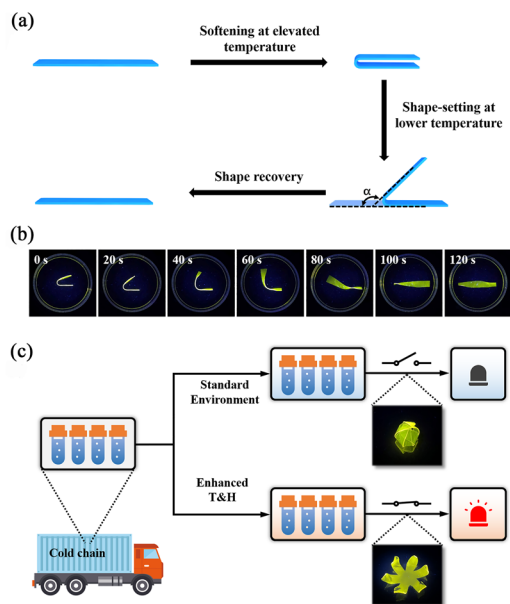 (a)
Softening at elevated
temperature
Shape-setting at
lower temperature
Shape recovery
α
(b)
0 s
20 s
40 s
60 s
80 s
100 s
120 s
(c)
Standard
Environment
Enhanced
T&H
Cold chain